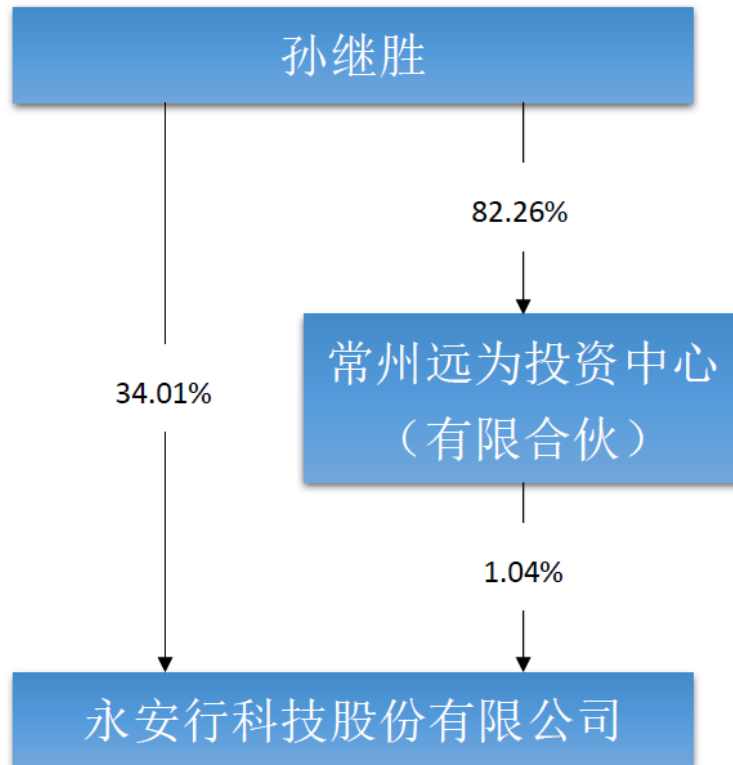 孙继胜
82.26%
常州远为投资中心
（有限合伙）
34.01%
1.04%
永安行科技股份有限公司